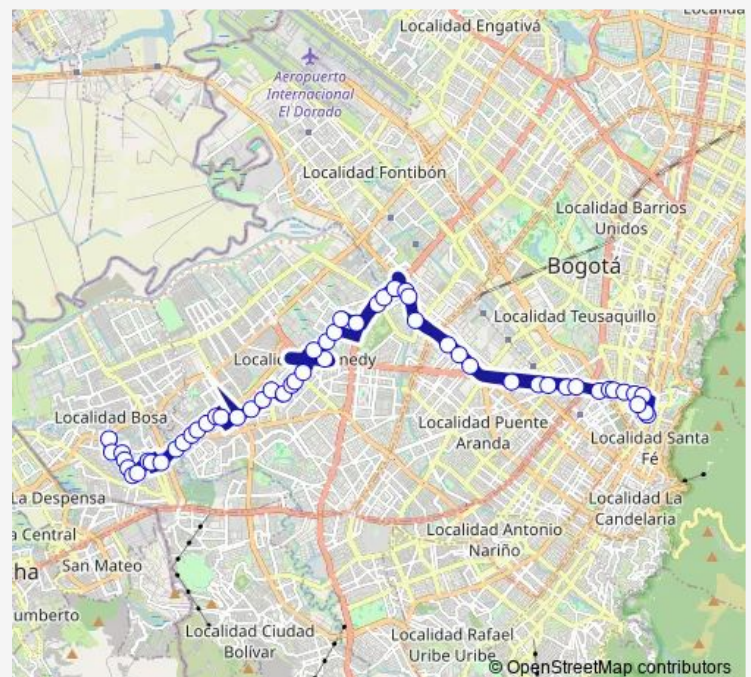 Localidad Engativá
Aeropuerto
Internacional
El Dorado
Localidad Fontibón
Localidad Barrios
Unidos
Bogotá
Localidad Teusaquillo
nedy
Localidad Bosa
Localidad Puente
Aranda
Localidad Santa
Fé
La Despensa
Localidad La
Candelaria
a Central
Localidad Antonio
Nariño
ha
San Mateo
umberto
Localidad Ciudad
Bolívar
Localidad Rafael
Uribe Uribe
© OpenStreetMap contributors